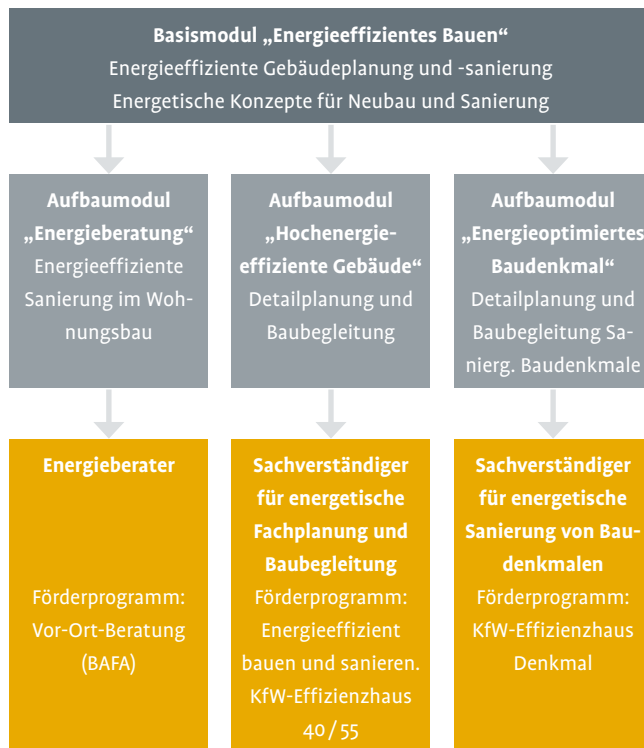 Basismodul „Energieeffizientes Bauen“
Energieeffiziente Gebäudeplanung und -sanierung
Energetische Konzepte für Neubau und Sanierung
Aufbaumodul
„Energieberatung“
Energieeffiziente
Sanierung im Woh-
nungsbau
Aufbaumodul
„Hochenergie-
effiziente Gebäude“
Detailplanung und
Baubegleitung
Aufbaumodul
„Energieoptimiertes
Baudenkmal“
Detailplanung und
Baubegleitung Sa-
nierg. Baudenkmale
Energieberater
Förderprogramm:
Vor-Ort-Beratung
(BAFA)
Sachverständiger
für energetische
Fachplanung und
Baubegleitung
Förderprogramm:
Energieeffizient
bauen und sanieren.
KfW-Effizienzhaus
40 / 55
Sachverständiger
für energetische
Sanierung von Bau-
denkmalen
Förderprogramm:
KfW-Effizienzhaus
Denkmal